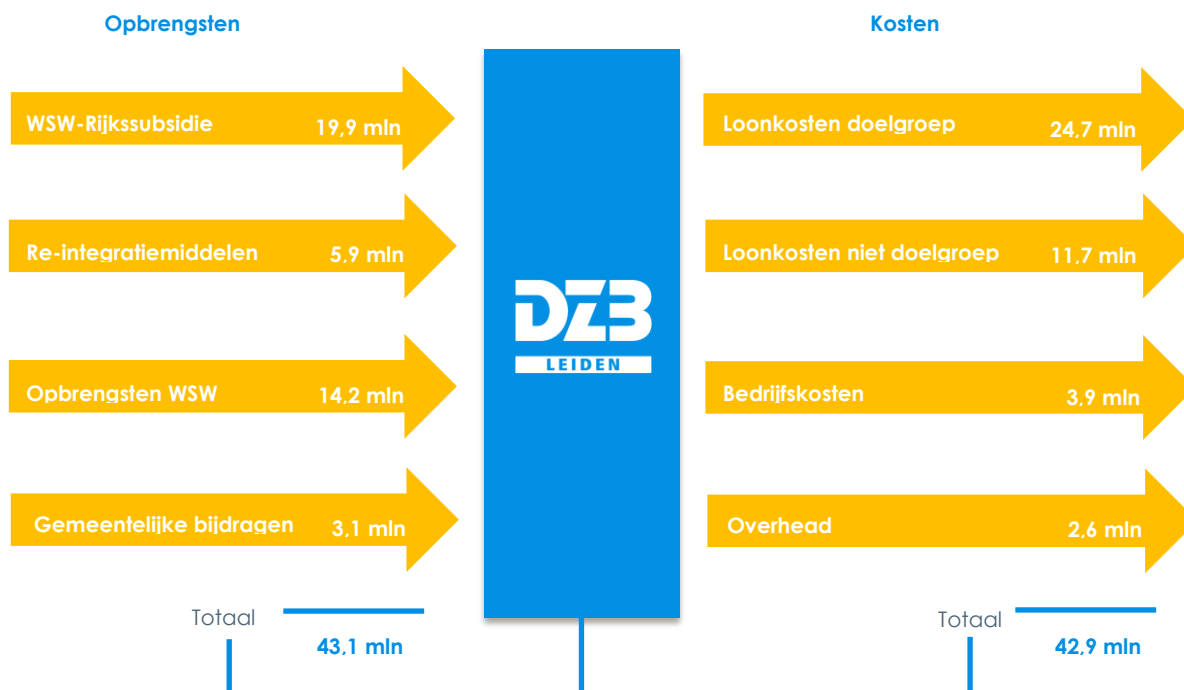 Opbrengsten
WSW-Rijkssubsidie 19,9 mln
Re-integratiemiddelen 5,9 mln
Opbrengsten WSW 14,2 mln
Gemeentelijke bijdragen 3,1 mln
Totaal
43,1 mln
DZB
LEIDEN
Kosten
Loonkosten doelgroep 24,7 mln
Loonkosten niet doelgroep 11,7 mln
Bedrijfskosten 3,9 mln
Overhead 2,6 mln
Totaal
42,9 mln